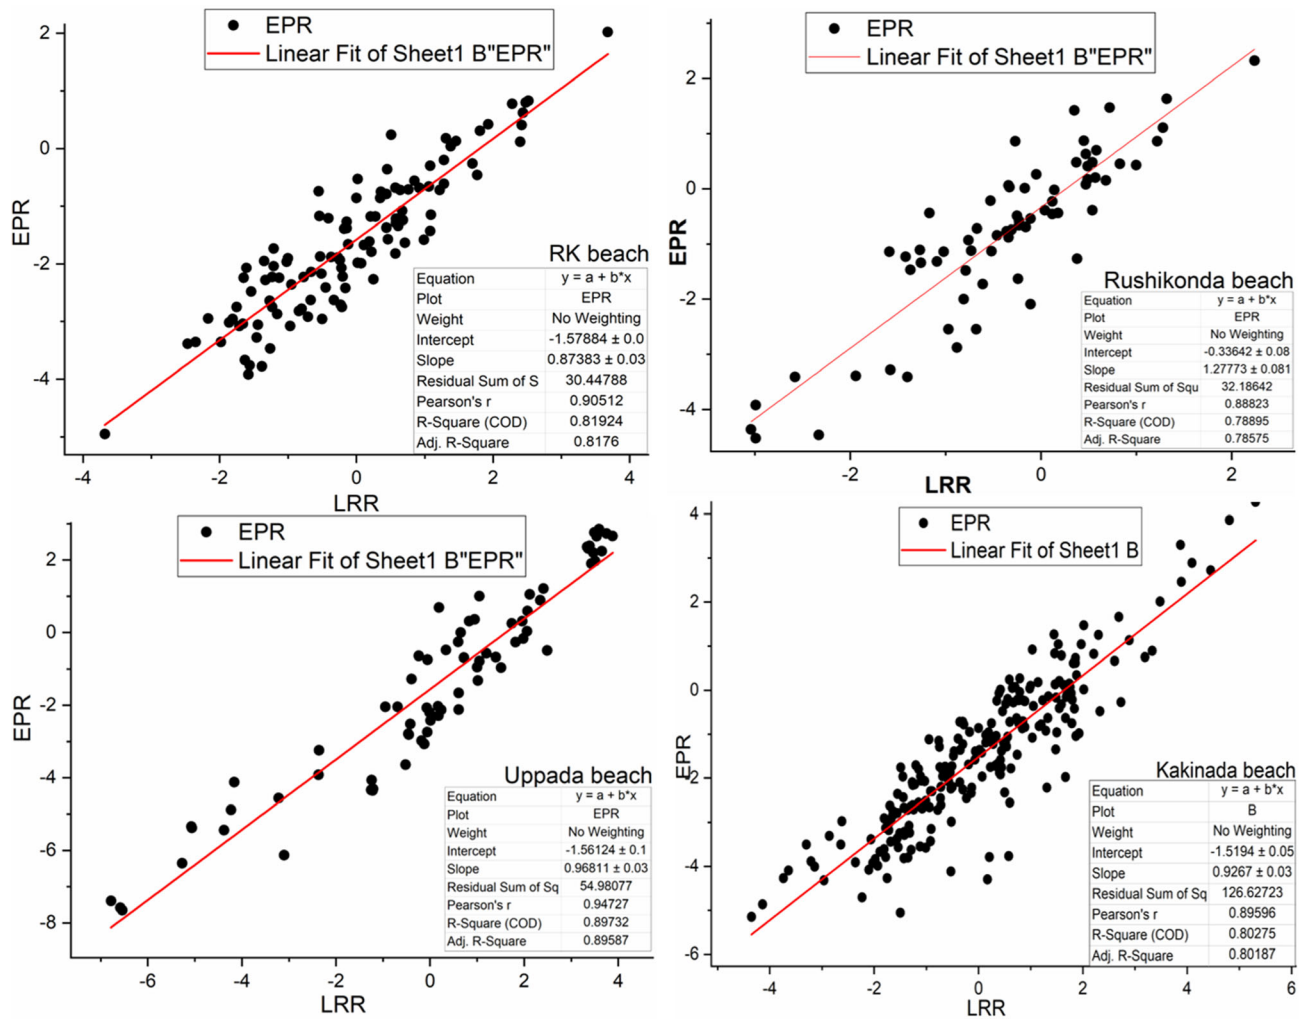 EPR
Linear Fit of Sheet1 B"EPR"
2
0
-2
-4
EPR
RK beach
Equation y = a + b*x
Plot EPR
Weight No Weighting
Intercept -1.57884 ± 0.0
Slope 0.87383 ± 0.03
Residual Sum of S 30.44788
Pearson's r 0.90512
R-Square (COD) 0.81924
Adj. R-Square 0.8176
-4 -2 0 2 4
LRR
EPR
Linear Fit of Sheet1 B"EPR"
2
0
-2
-4
EPR
Rushikonda beach
Equation y = a + b*x
Plot EPR
Weight No Weighting
Intercept -0.33642 ± 0.08
Slope 1.27773 ± 0.081
Residual Sum of Squ 32.18642
Pearson's r 0.88823
R-Square (COD) 0.78895
Adj. R-Square 0.78575
-2 0 2
LRR
EPR
Linear Fit of Sheet1 B"EPR"
2
0
-2
-4
-6
-8
EPR
Uppada beach
Equation y = a + b*x
Plot EPR
Weight No Weighting
Intercept -1.56124 ± 0.1
Slope 0.96811 ± 0.03
Residual Sum of Sq 54.98077
Pearson's r 0.94727
R-Square (COD) 0.89732
Adj. R-Square 0.89587
-6 -4 -2 0 2 4
LRR
EPR
Linear Fit of Sheet1 B
4
2
0
-2
-4
-6
EPR
Kakinada beach
Equation y = a + b*x
Plot B
Weight No Weighting
Intercept -1.5194 ± 0.05
Slope 0.9267 ± 0.03
Residual Sum of Sq 126.62723
Pearson's r 0.89596
R-Square (COD) 0.80275
Adj. R-Square 0.80187
-4 -2 0 2 4 6
LRR